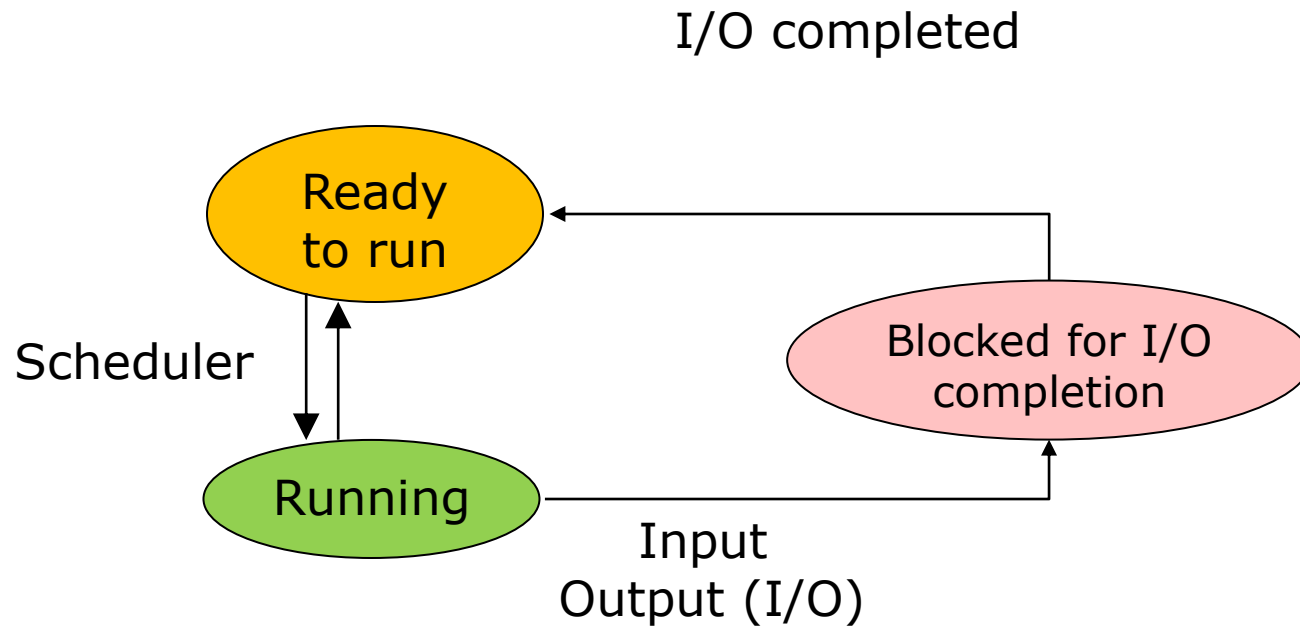 I/O completed
Ready
to run
Scheduler
Blocked for I/O
completion
Running
Input
Output (I/O)